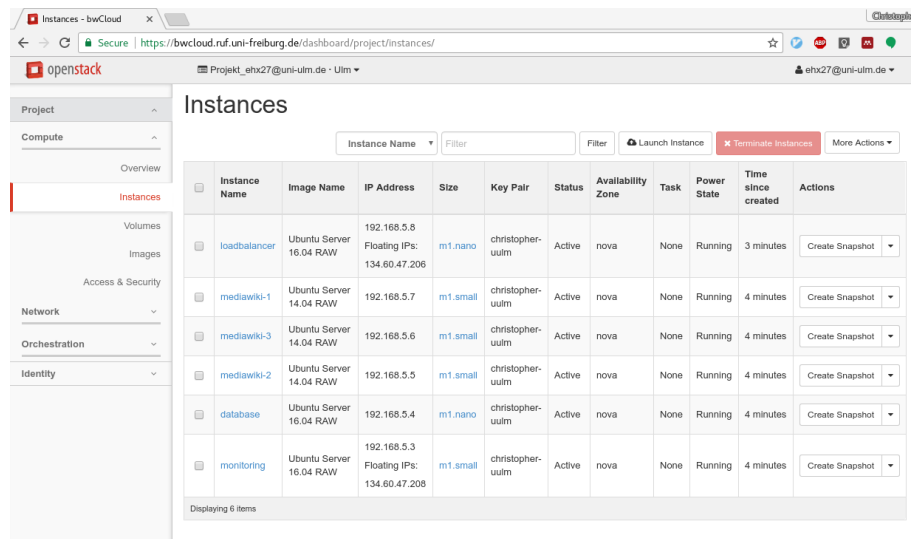 Instances - bwCloud
Secure https://bwcloud.ruf.uni-freiburg.de/dashboard/project/instances/
openstack
Projekt_ehx27@uni-ulm.de · Ulm
ehx27@uni-ulm.de
Project
Compute
Overview
Instances
Volumes
Images
Access & Security
Network
Orchestration
Identity
Instances
Instance Name Filter Filter Launch Instance Terminate Instances More Actions
Instance Name Image Name IP Address Size Key Pair Status Availability Zone Task Power State Time since created Actions
loadbalancer Ubuntu Server 16.04 RAW 192.168.5.8 Floating IPs: 134.60.47.206 m1.nano christopher-uulm Active nova None Running 3 minutes Create Snapshot
mediawiki-1 Ubuntu Server 14.04 RAW 192.168.5.7 m1.small christopher-uulm Active nova None Running 4 minutes Create Snapshot
mediawiki-3 Ubuntu Server 14.04 RAW 192.168.5.6 m1.small christopher-uulm Active nova None Running 4 minutes Create Snapshot
mediawiki-2 Ubuntu Server 14.04 RAW 192.168.5.5 m1.small christopher-uulm Active nova None Running 4 minutes Create Snapshot
database Ubuntu Server 16.04 RAW 192.168.5.4 m1.nano christopher-uulm Active nova None Running 4 minutes Create Snapshot
monitoring Ubuntu Server 16.04 RAW 192.168.5.3 Floating IPs: 134.60.47.208 m1.small christopher-uulm Active nova None Running 4 minutes Create Snapshot
Displaying 6 items